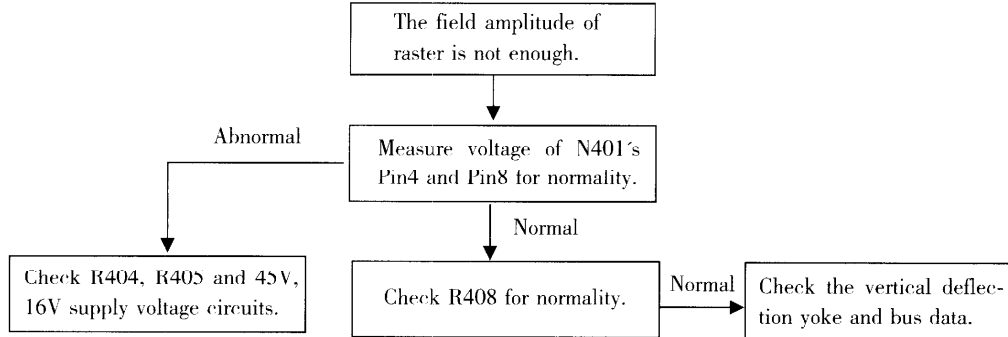 The field amplitude of
raster is not enough.
Abnormal
Measure voltage of N401's
Pin4 and Pin8 for normality.
Normal
Check R404, R405 and 45V,
16V supply voltage circuits.
Check R408 for normality.
Normal
Check the vertical deflec-
tion yoke and bus data.